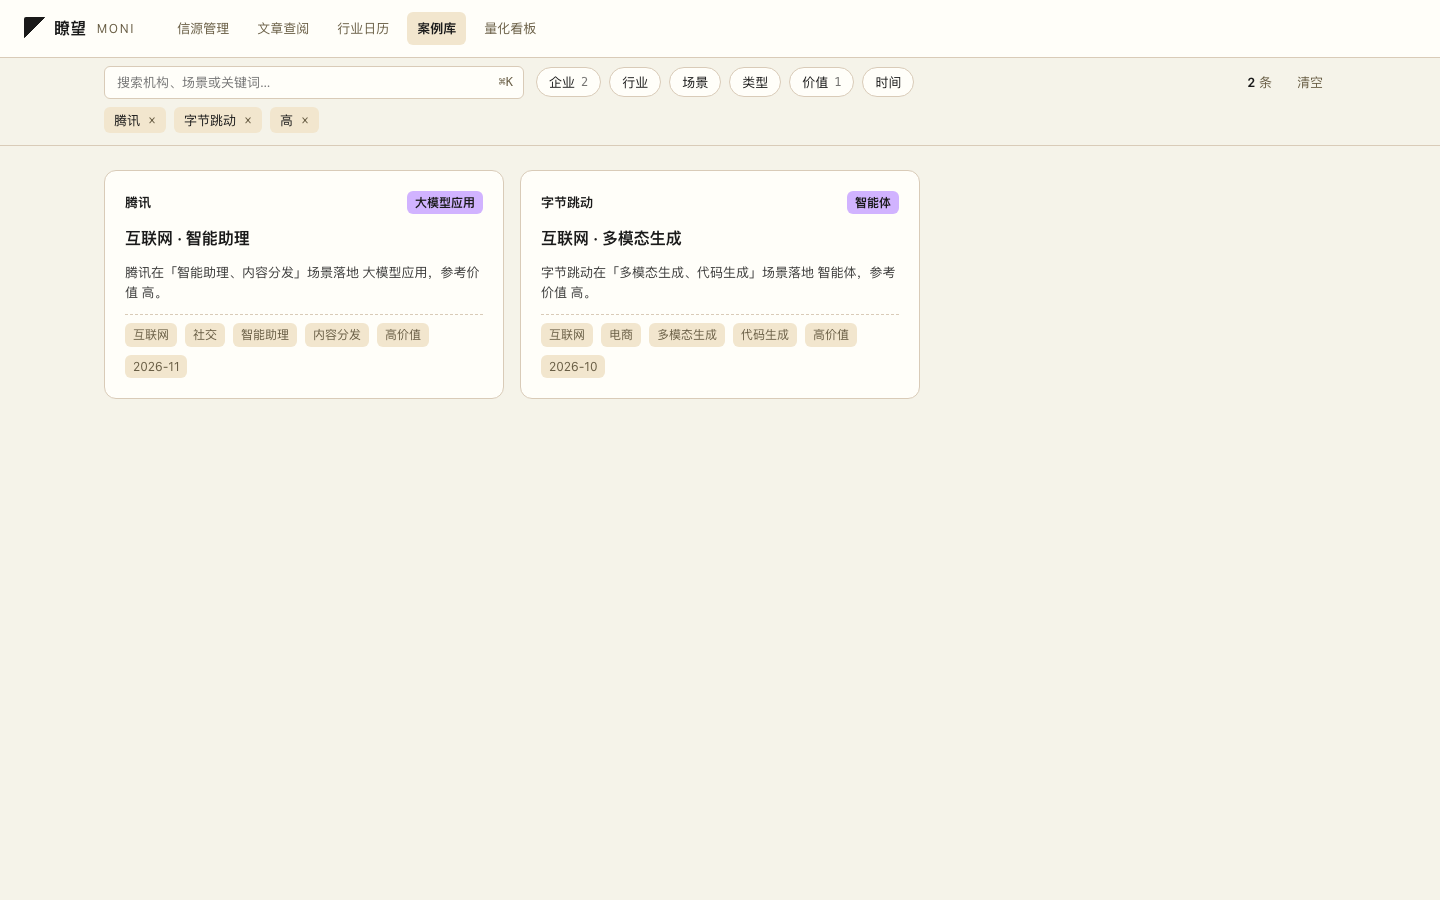 瞭望 MONI 信源管理 文章查阅 行业日历 案例库 量化看板
搜索机构、场景或关键词... ⌘K 企业 2 行业 场景 类型 价值 1 时间 2 条 清空
腾讯 × 字节跳动 × 高 ×
腾讯 大模型应用
互联网 · 智能助理
腾讯在「智能助理、内容分发」场景落地 大模型应用，参考价
值 高。
互联网 社交 智能助理 内容分发 高价值
2026-11
字节跳动 智能体
互联网 · 多模态生成
字节跳动在「多模态生成、代码生成」场景落地 智能体，参考
价值 高。
互联网 电商 多模态生成 代码生成 高价值
2026-10